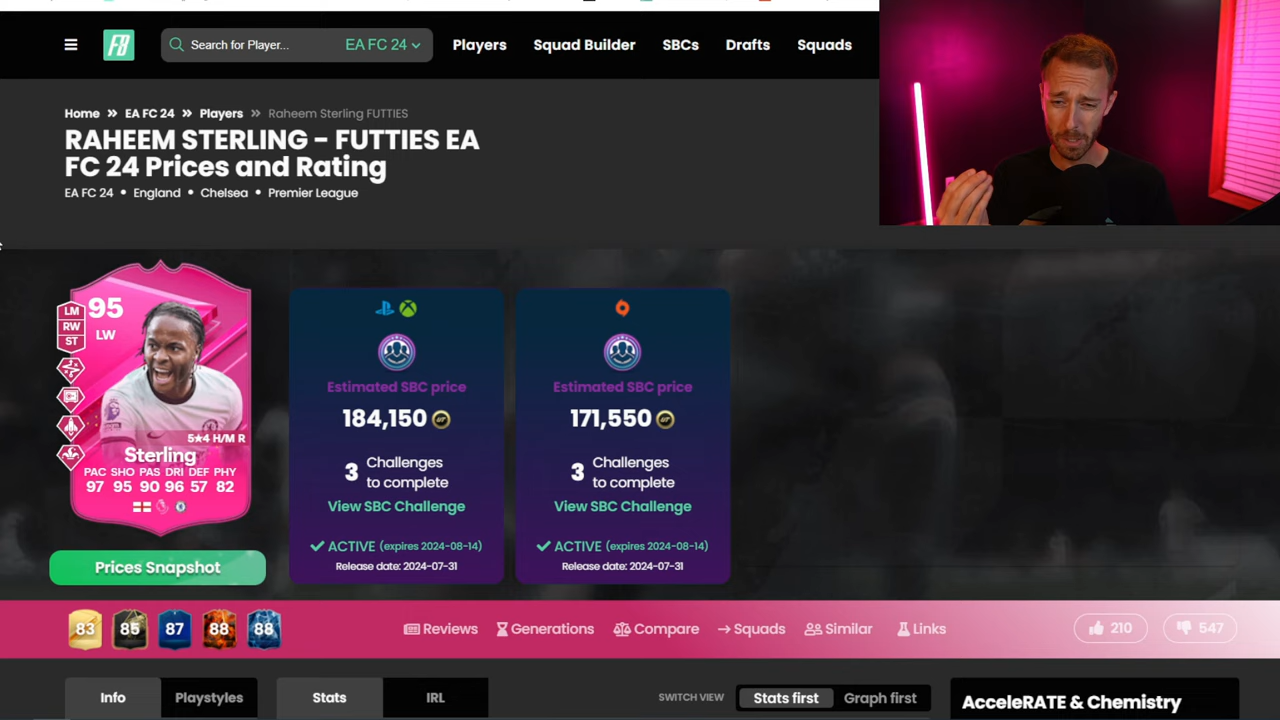 FB
Search for Player...
EA FC 24
Players
Squad Builder
SBCs
Drafts
Squads
Home » EA FC 24 » Players » Raheem Sterling FUTTIES
RAHEEM STERLING - FUTTIES EA
FC 24 Prices and Rating
EA FC 24 • England • Chelsea • Premier League
95
LW
LM
RW
ST
5★4 H/M R
Sterling
PAC SHO PAS DRI DEF PHY
97 95 90 96 57 82
Prices Snapshot
Estimated SBC price
184,150 UT
3 Challenges
to complete
View SBC Challenge
ACTIVE (expires 2024-08-14)
Release date: 2024-07-31
Estimated SBC price
171,550 UT
3 Challenges
to complete
View SBC Challenge
ACTIVE (expires 2024-08-14)
Release date: 2024-07-31
83 85 87 88 88
Reviews
Generations
Compare
Squads
Similar
Links
210
547
Info
Playstyles
Stats
IRL
SWITCH VIEW
Stats first
Graph first
AcceleRATE & Chemistry